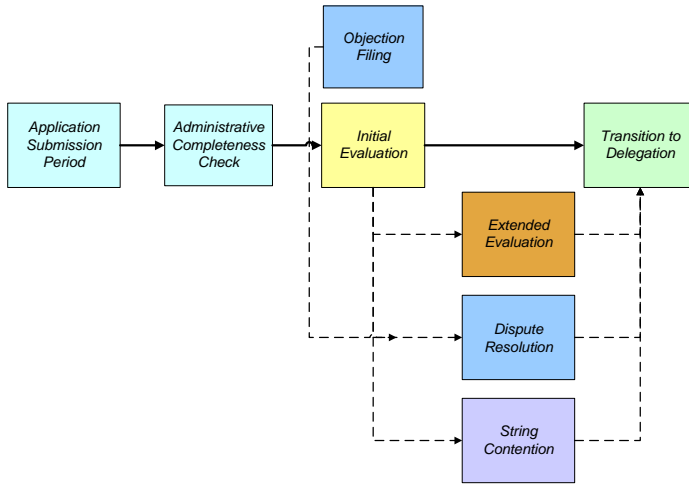 Objection
Filing
Application
Submission
Period
Administrative
Completeness
Check
Initial
Evaluation
Transition to
Delegation
Extended
Evaluation
Dispute
Resolution
String
Contention